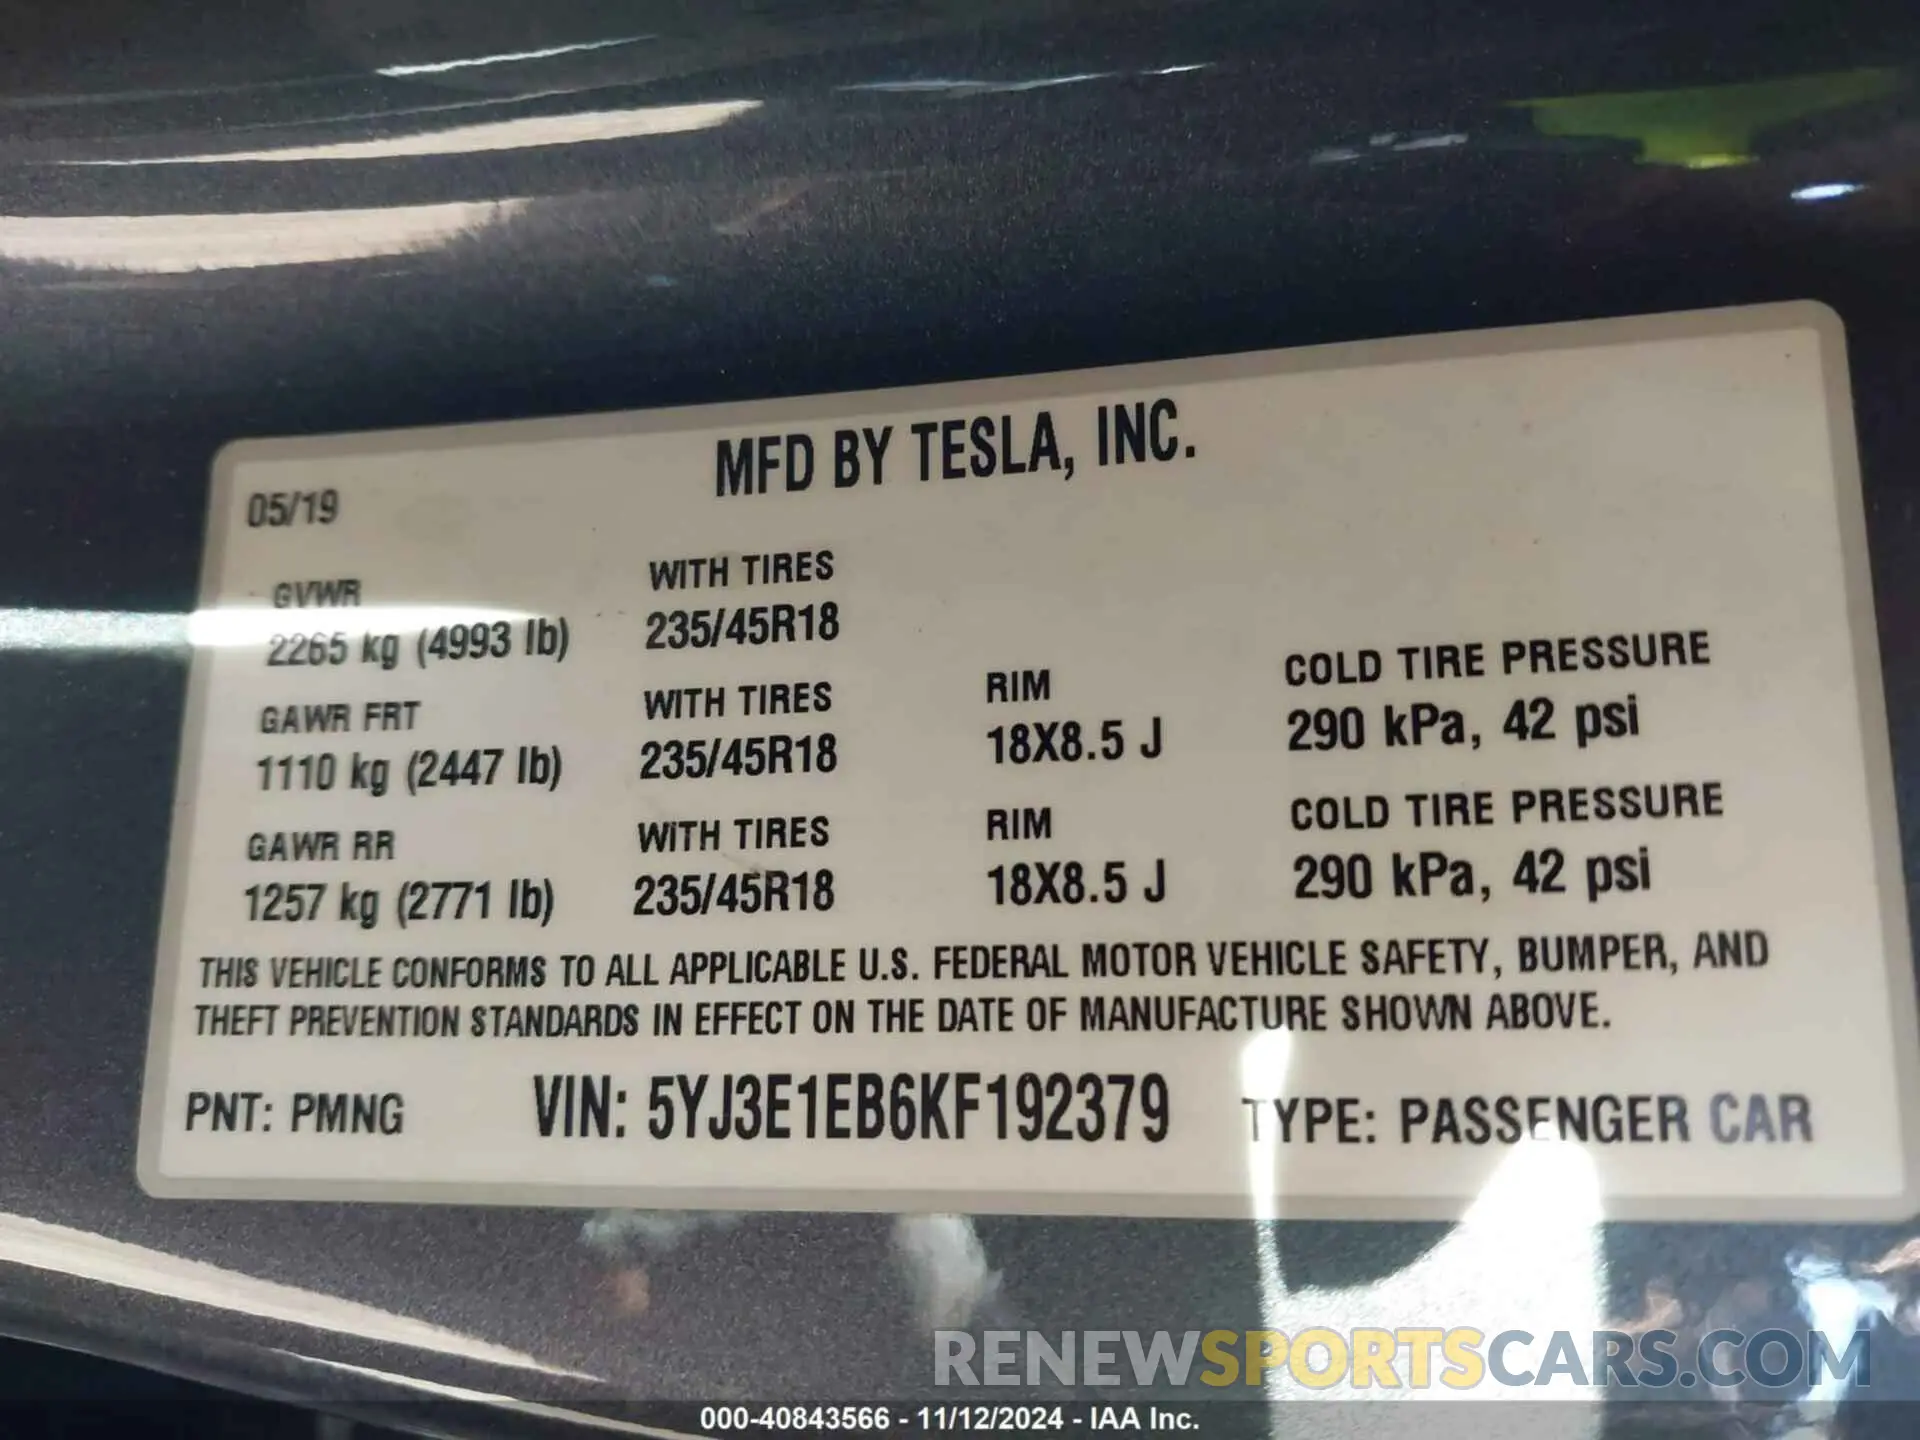 MFD BY TESLA, INC.
05/19
GVWR WITH TIRES
2265 kg (4993 lb) 235/45R18
GAWR FRT WITH TIRES RIM COLD TIRE PRESSURE
1110 kg (2447 lb) 235/45R18 18X8.5 J 290 kPa, 42 psi
GAWR RR WITH TIRES RIM COLD TIRE PRESSURE
1257 kg (2771 lb) 235/45R18 18X8.5 J 290 kPa, 42 psi
THIS VEHICLE CONFORMS TO ALL APPLICABLE U.S. FEDERAL MOTOR VEHICLE SAFETY, BUMPER, AND
THEFT PREVENTION STANDARDS IN EFFECT ON THE DATE OF MANUFACTURE SHOWN ABOVE.
PNT: PMNG VIN: 5YJ3E1EB6KF192379 TYPE: PASSENGER CAR
RENEWSPORTSCARS.COM
000-40843566 - 11/12/2024 - IAA Inc.